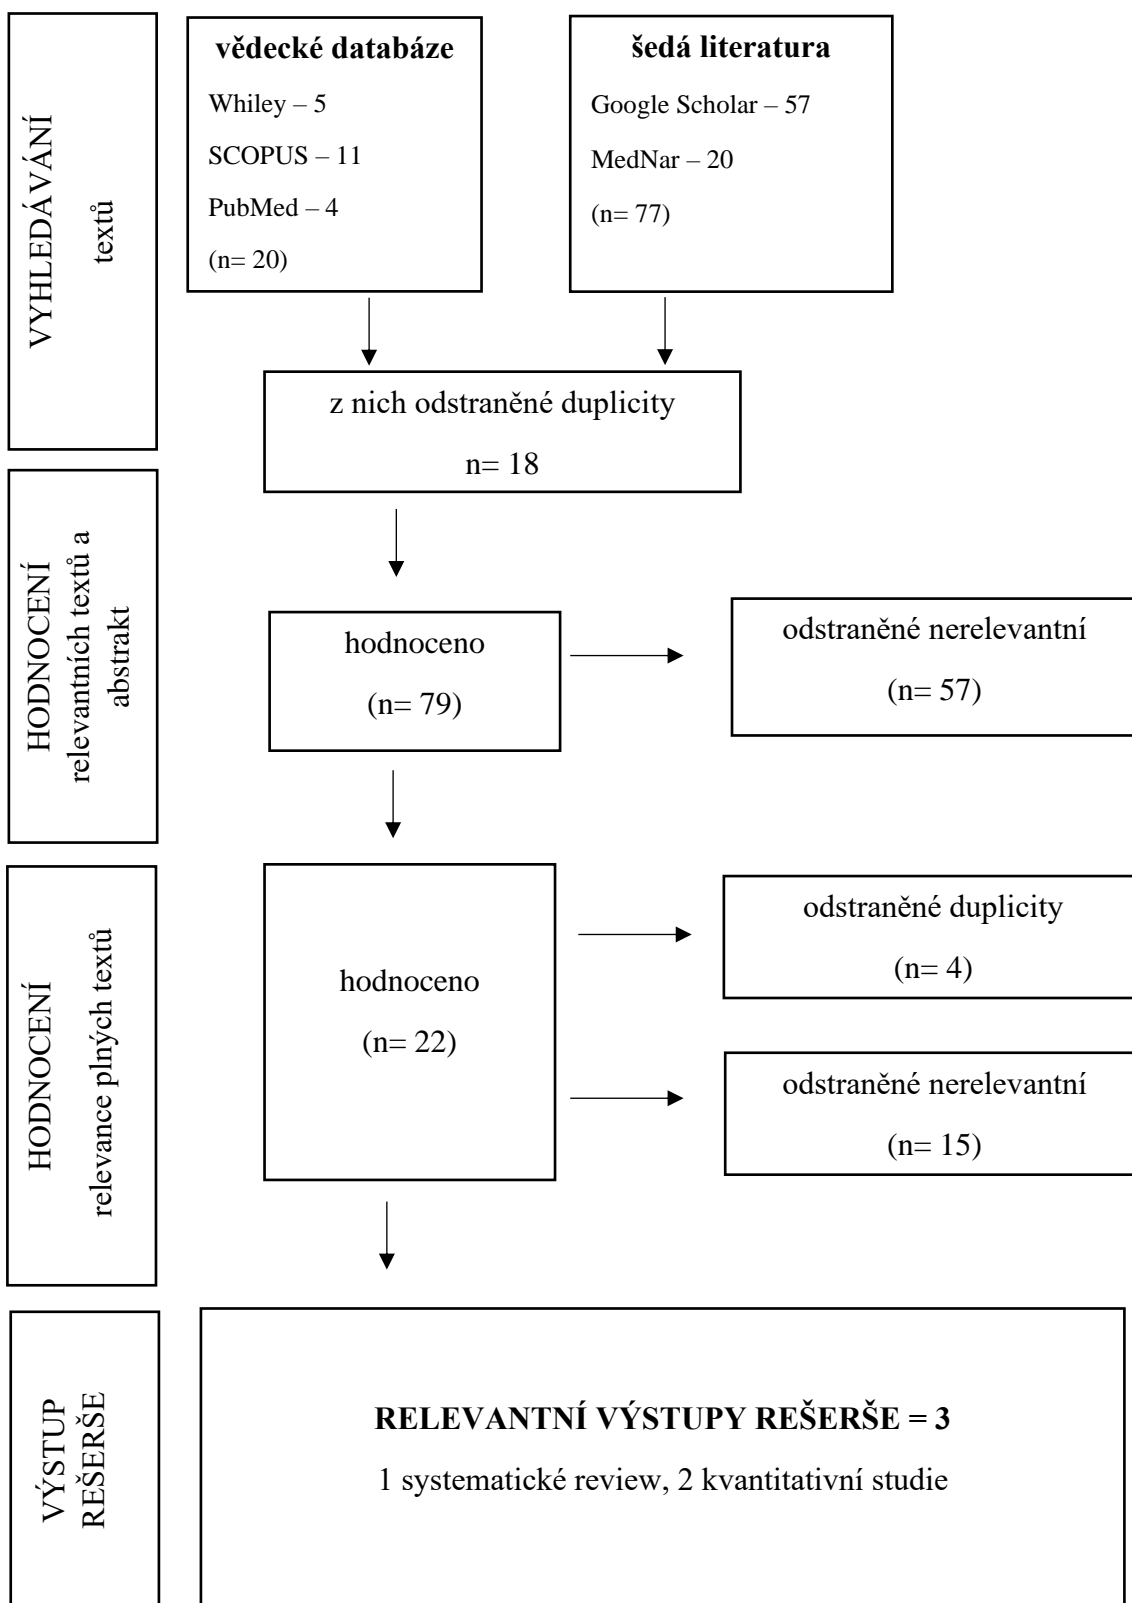 VYHLEDÁVÁNÍ
textů
vědecké databáze
Whiley – 5
SCOPUS – 11
PubMed – 4
(n= 20)
šedá literatura
Google Scholar – 57
MedNar – 20
(n= 77)
z nich odstraněné duplicity
n= 18
HODNOCENÍ
relevantních textů a
abstrakt
hodnoceno
(n= 79)
odstraněné nerelevantní
(n= 57)
HODNOCENÍ
relevance plných textů
hodnoceno
(n= 22)
odstraněné duplicity
(n= 4)
odstraněné nerelevantní
(n= 15)
VÝSTUP
REŠERŠE
RELEVANTNÍ VÝSTUPY REŠERŠE = 3
1 systematické review, 2 kvantitativní studie